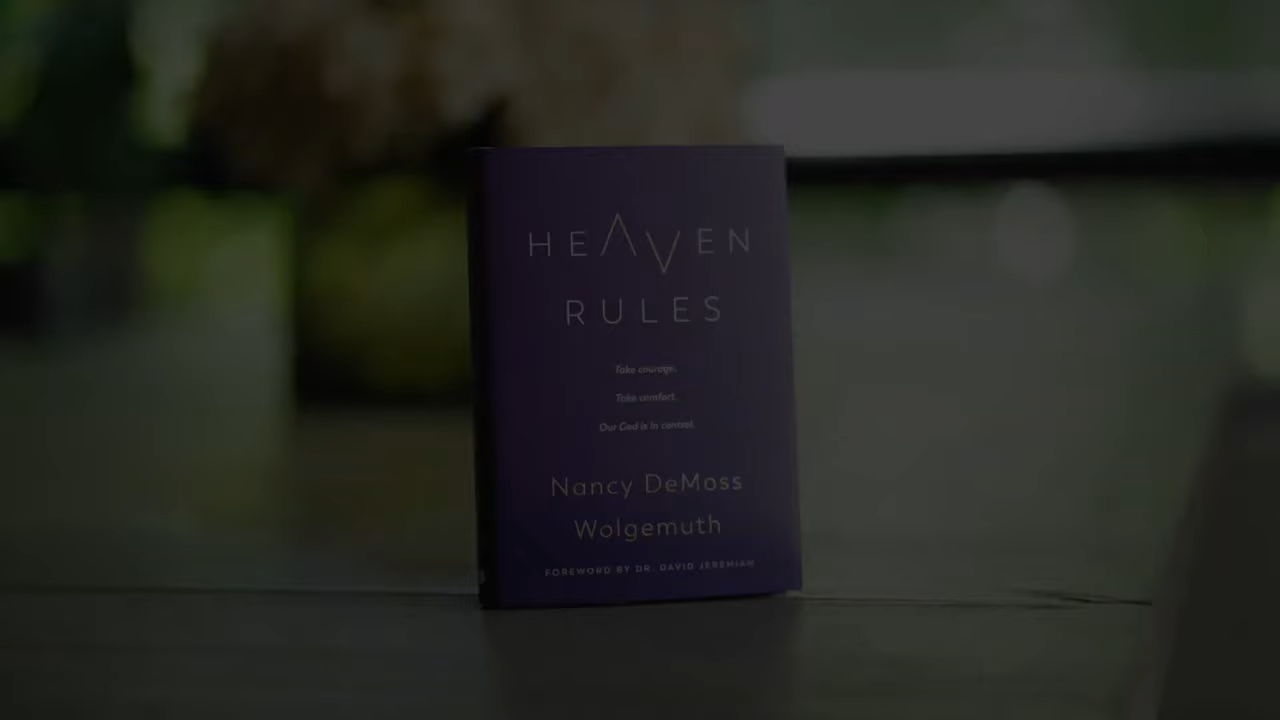 HEAVEN
RULES
Take courage.
Take comfort.
Our God is in control.
Nancy DeMoss
Wolgemuth
FOREWORD BY DR. DAVID JEREMIAH